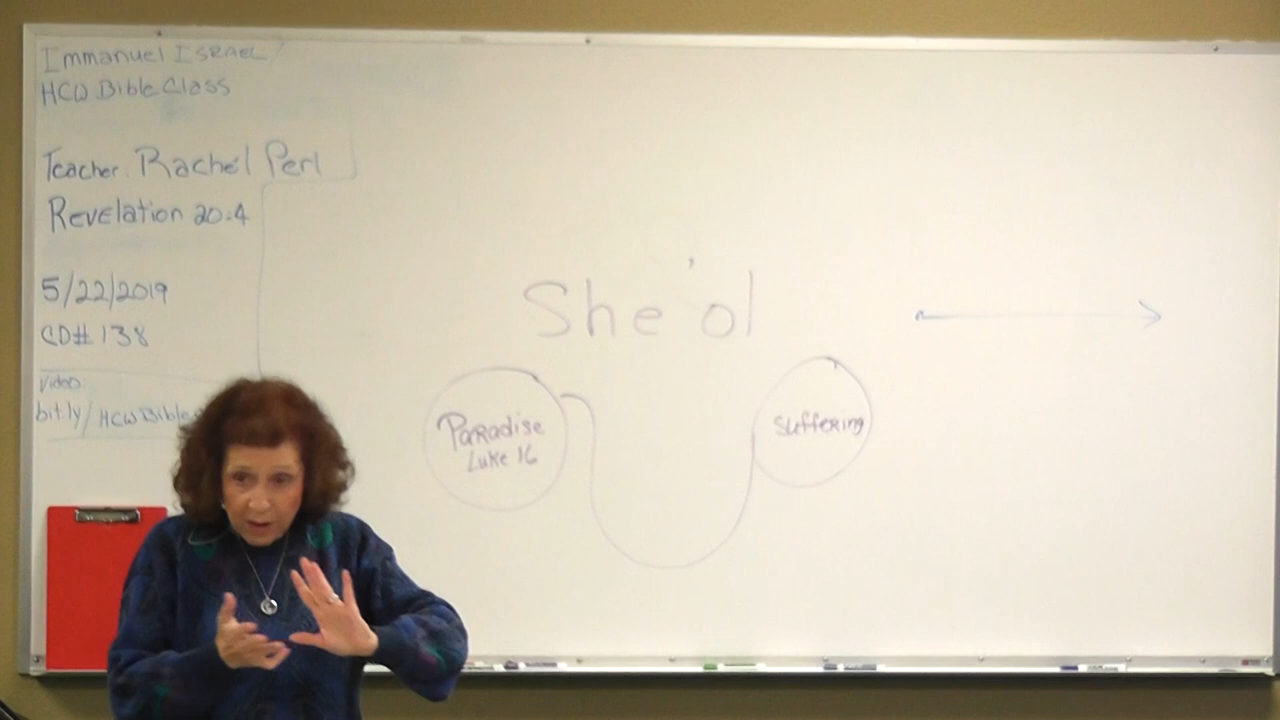 Immanuel ISRAEL
HCW Bible Class
Teacher. Rachel Perl
Revelation 20:4
5/22/2019
CD# 138
Video
bit.ly/HCWBible
She'ol
Paradise
Luke 16
Suffering